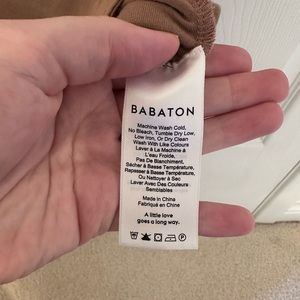 BABATON
Machine Wash Cold,
No Bleach, Tumble Dry Low,
Low Iron, Or Dry Clean
Wash With Like Colours
Laver à La Machine à
L'eau Froide,
Pas De Blanchiment,
Sécher à Basse Température,
Rapesser à Basse Température,
Ou Nettoyer à Sec
Laver Avec Des Couleurs
Semblables
Made in China
Fabriqué en Chine
A little love
goes a long way.